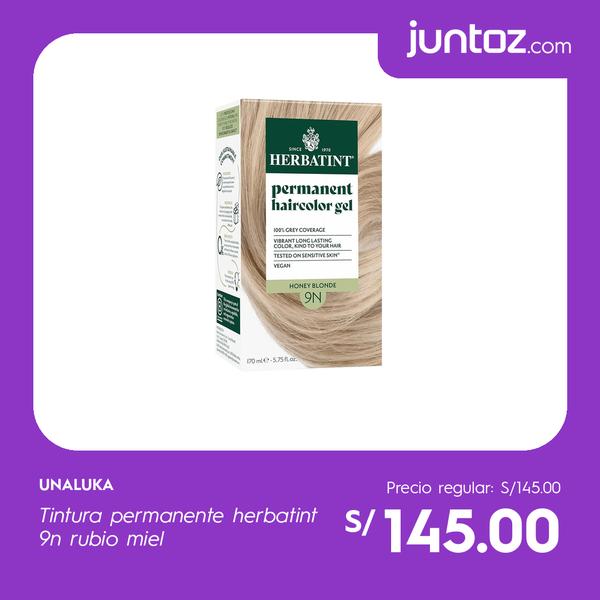 juntoz.com
SINCE 1970
HERBATINT®
permanent
haircolor gel
100% GREY COVERAGE
VIBRANT LONG LASTING
COLOR, KIND TO YOUR HAIR
TESTED ON SENSITIVE SKIN*
VEGAN
HONEY BLONDE
9N
170 ml ℮ - 5.75 fl.oz.
UNALUKA
Tintura permanente herbatint
9n rubio miel
Precio regular: S/145.00
S/ 145.00